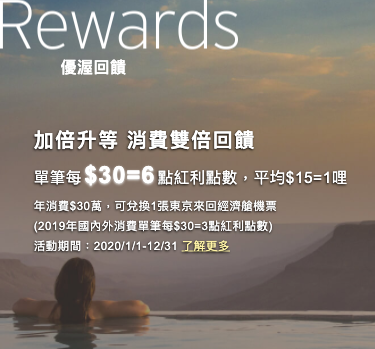 Rewards
優渥回饋
加倍升等 消費雙倍回饋
單筆每 $30=6 點紅利點數，平均$15=1哩
年消費$30萬，可兌換1張東京來回經濟艙機票
(2019年國內外消費單筆每$30=3點紅利點數)
活動期間：2020/1/1-12/31 了解更多